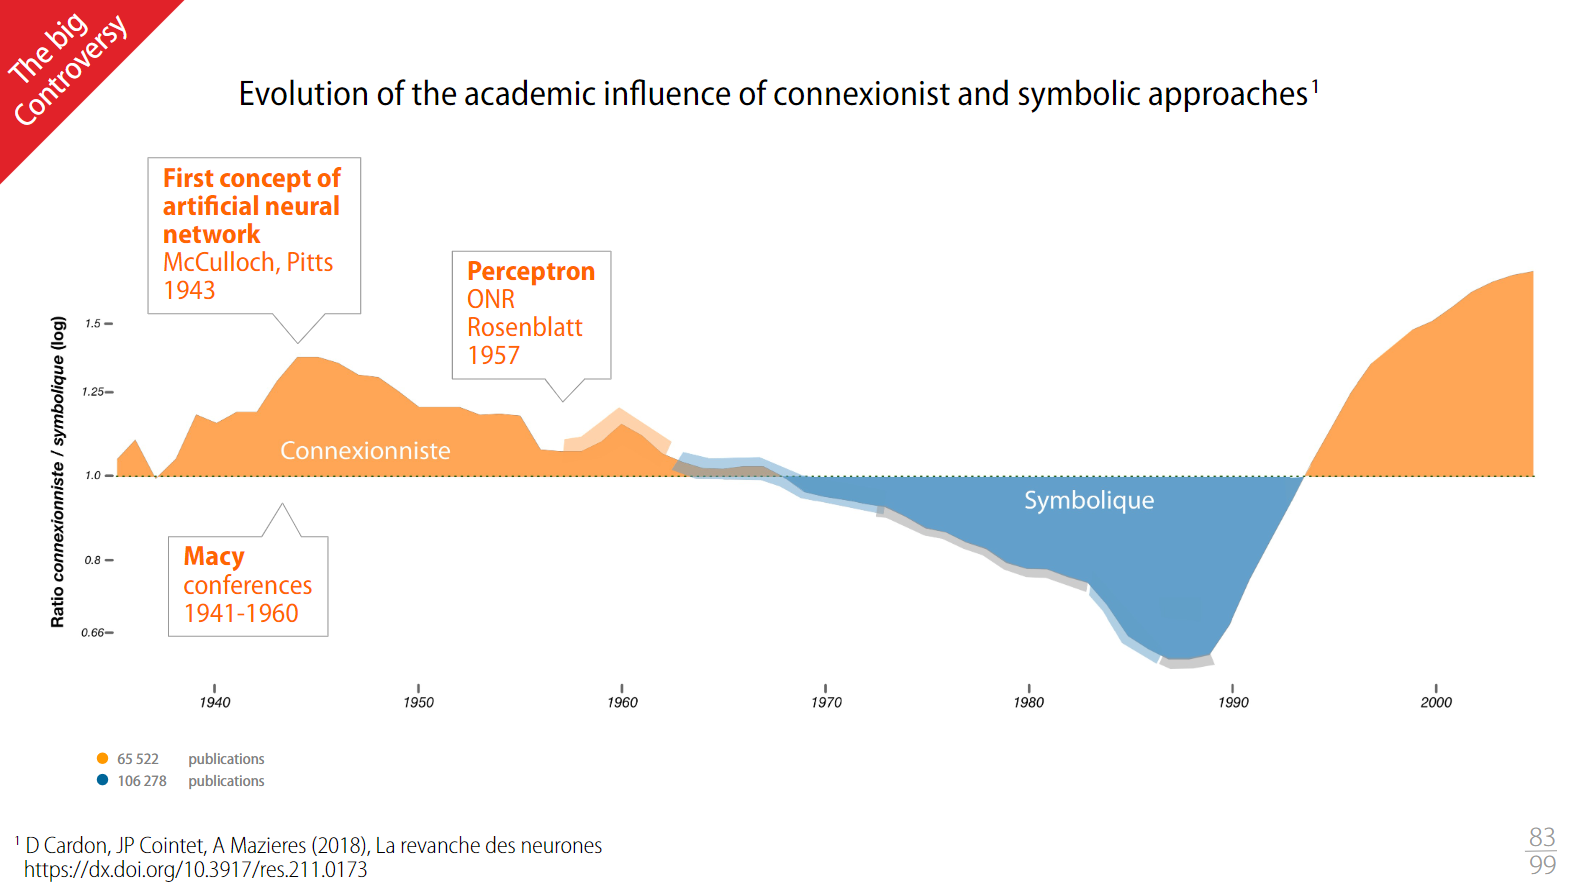 The big
Controversy
Evolution of the academic influence of connexionist and symbolic approaches¹
First concept of
artificial neural
network
McCulloch, Pitts
1943
Perceptron
ONR
Rosenblatt
1957
Ratio connexionniste / symbolique (log)
1.5
1.25
1.0
0.8
0.66
Connexionniste
Symbolique
Macy
conferences
1941-1960
1940 1950 1960 1970 1980 1990 2000
65 522 publications
106 278 publications
¹ D Cardon, JP Cointet, A Mazieres (2018), La revanche des neurones
https://dx.doi.org/10.3917/res.211.0173
83
99